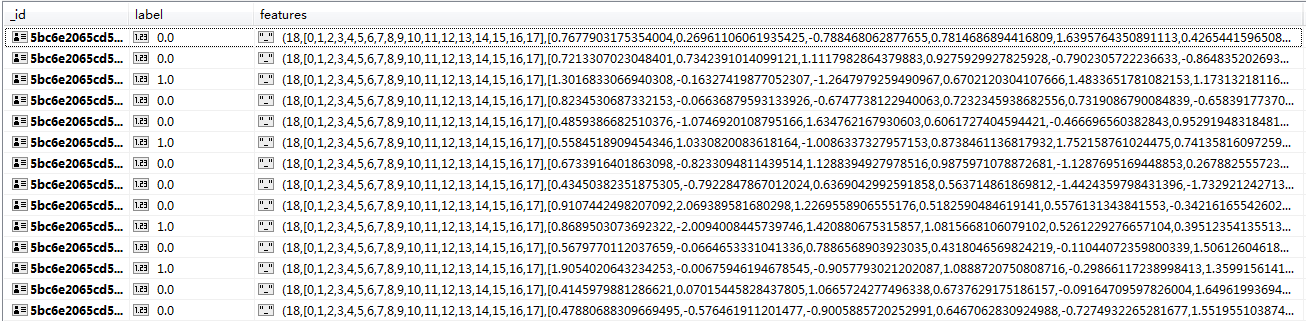 _id label features
5bc6e2065cd5... 0.0 (18,[0,1,2,3,4,5,6,7,8,9,10,11,12,13,14,15,16,17],[0.7677903175354004,0.26961106061935425,-0.788468062877655,0.7814686894416809,1.6395764350891113,0.4265441596508...
5bc6e2065cd5... 0.0 (18,[0,1,2,3,4,5,6,7,8,9,10,11,12,13,14,15,16,17],[0.7213307023048401,0.7342391014099121,1.1117982864379883,0.9275929927825928,-0.7902305722236633,-0.864835202693...
5bc6e2065cd5... 1.0 (18,[0,1,2,3,4,5,6,7,8,9,10,11,12,13,14,15,16,17],[1.3016833066940308,-0.16327419877052307,-1.2647979259490967,0.6702120304107666,1.4833651781082153,1.17313218116...
5bc6e2065cd5... 0.0 (18,[0,1,2,3,4,5,6,7,8,9,10,11,12,13,14,15,16,17],[0.8234530687332153,-0.06636879593133926,-0.6747738122940063,0.7232345938682556,0.7319086790084839,-0.65839177370...
5bc6e2065cd5... 0.0 (18,[0,1,2,3,4,5,6,7,8,9,10,11,12,13,14,15,16,17],[0.4859386682510376,-1.0746920108795166,1.634762167930603,0.6061727404594421,-0.466696560382843,0.95291948318481...
5bc6e2065cd5... 1.0 (18,[0,1,2,3,4,5,6,7,8,9,10,11,12,13,14,15,16,17],[0.5584518909454346,1.0330820083618164,-1.0086337327957153,0.8738461136817932,1.752158761024475,0.74135816097259...
5bc6e2065cd5... 0.0 (18,[0,1,2,3,4,5,6,7,8,9,10,11,12,13,14,15,16,17],[0.6733916401863098,-0.8233094811439514,1.1288394927978516,0.9875971078872681,-1.1287695169448853,0.267882555723...
5bc6e2065cd5... 0.0 (18,[0,1,2,3,4,5,6,7,8,9,10,11,12,13,14,15,16,17],[0.43450382351875305,-0.7922847867012024,0.6369042992591858,0.563714861869812,-1.4424359798431396,-1.732921242713...
5bc6e2065cd5... 0.0 (18,[0,1,2,3,4,5,6,7,8,9,10,11,12,13,14,15,16,17],[0.9107442498207092,2.069389581680298,1.2269558906555176,0.5182590484619141,0.5576131343841553,-0.34216165542602...
5bc6e2065cd5... 1.0 (18,[0,1,2,3,4,5,6,7,8,9,10,11,12,13,14,15,16,17],[0.8689503073692322,-2.0094008445739746,1.420880675315857,1.0815668106079102,0.5261229276657104,0.39512354135513...
5bc6e2065cd5... 0.0 (18,[0,1,2,3,4,5,6,7,8,9,10,11,12,13,14,15,16,17],[0.5679770112037659,-0.0664653331041336,0.7886568903923035,0.4318046569824219,-0.11044072359800339,1.50612604618...
5bc6e2065cd5... 1.0 (18,[0,1,2,3,4,5,6,7,8,9,10,11,12,13,14,15,16,17],[1.9054020643234253,-0.00675946194678545,-0.9057793021202087,1.0888720750808716,-0.29866117238998413,1.3599156141...
5bc6e2065cd5... 0.0 (18,[0,1,2,3,4,5,6,7,8,9,10,11,12,13,14,15,16,17],[0.4145979881286621,0.07015445828437805,1.0665724277496338,0.6737629175186157,-0.09164709597826004,1.64961993694...
5bc6e2065cd5... 0.0 (18,[0,1,2,3,4,5,6,7,8,9,10,11,12,13,14,15,16,17],[0.47880688309669495,-0.576461911201477,-0.9005885720252991,0.6467062830924988,-0.7274932265281677,1.551955103874...